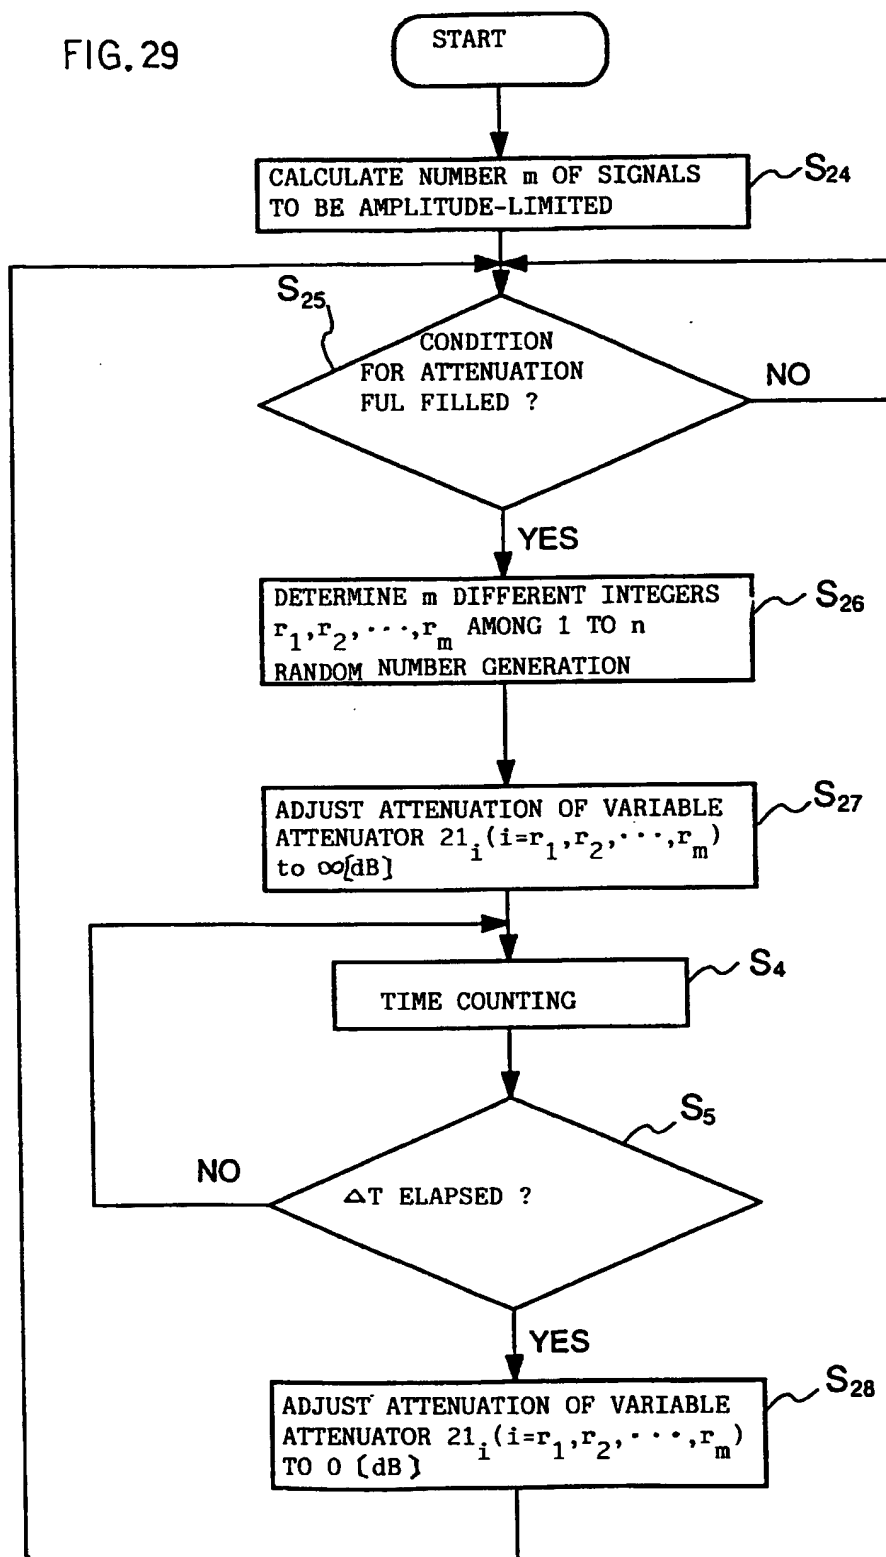 FIG. 29
START
CALCULATE NUMBER m OF SIGNALS
TO BE AMPLITUDE-LIMITED
S24
S25
CONDITION
FOR ATTENUATION
FUL FILLED ?
NO
YES
DETERMINE m DIFFERENT INTEGERS
r1,r2,···,rm AMONG 1 TO n
RANDOM NUMBER GENERATION
S26
ADJUST ATTENUATION OF VARIABLE
ATTENUATOR 21i(i=r1,r2,···,rm)
to ∞[dB]
S27
TIME COUNTING
S4
S5
NO
△T ELAPSED ?
YES
ADJUST ATTENUATION OF VARIABLE
ATTENUATOR 21i(i=r1,r2,···,rm)
TO 0 [dB]
S28